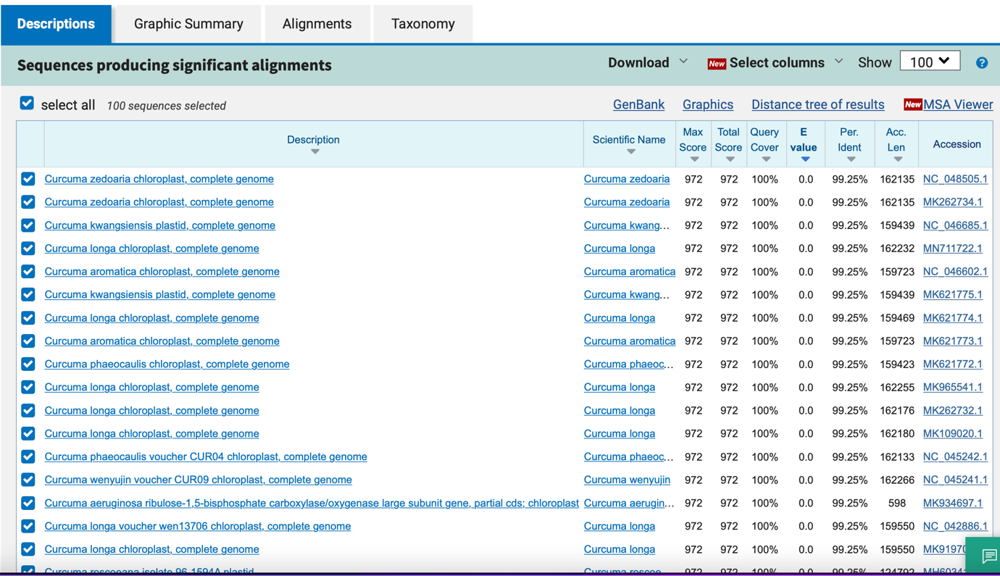 Descriptions Graphic Summary Alignments Taxonomy
Sequences producing significant alignments Download New Select columns Show 100 ?
select all 100 sequences selected GenBank Graphics Distance tree of results New MSA Viewer
Description Scientific Name Max Score Total Score Query Cover E value Per. Ident Acc. Len Accession
Curcuma zedoaria chloroplast, complete genome Curcuma zedoaria 972 972 100% 0.0 99.25% 162135 NC_048505.1
Curcuma zedoaria chloroplast, complete genome Curcuma zedoaria 972 972 100% 0.0 99.25% 162135 MK262734.1
Curcuma kwangsiensis plastid, complete genome Curcuma kwang... 972 972 100% 0.0 99.25% 159439 NC_046685.1
Curcuma longa chloroplast, complete genome Curcuma longa 972 972 100% 0.0 99.25% 162232 MN711722.1
Curcuma aromatica chloroplast, complete genome Curcuma aromatica 972 972 100% 0.0 99.25% 159723 NC_046602.1
Curcuma kwangsiensis plastid, complete genome Curcuma kwang... 972 972 100% 0.0 99.25% 159439 MK621775.1
Curcuma longa chloroplast, complete genome Curcuma longa 972 972 100% 0.0 99.25% 159469 MK621774.1
Curcuma aromatica chloroplast, complete genome Curcuma aromatica 972 972 100% 0.0 99.25% 159723 MK621773.1
Curcuma phaeocaulis chloroplast, complete genome Curcuma phaeoc... 972 972 100% 0.0 99.25% 159423 MK621772.1
Curcuma longa chloroplast, complete genome Curcuma longa 972 972 100% 0.0 99.25% 162255 MK965541.1
Curcuma longa chloroplast, complete genome Curcuma longa 972 972 100% 0.0 99.25% 162176 MK262732.1
Curcuma longa chloroplast, complete genome Curcuma longa 972 972 100% 0.0 99.25% 162180 MK109020.1
Curcuma phaeocaulis voucher CUR04 chloroplast, complete genome Curcuma phaeoc... 972 972 100% 0.0 99.25% 162133 NC_045242.1
Curcuma wenyujin voucher CUR09 chloroplast, complete genome Curcuma wenyujin 972 972 100% 0.0 99.25% 162266 NC_045241.1
Curcuma aeruginosa ribulose-1,5-bisphosphate carboxylase/oxygenase large subunit gene, partial cds; chloroplast Curcuma aerugin... 972 972 100% 0.0 99.25% 598 MK934697.1
Curcuma longa voucher wen13706 chloroplast, complete genome Curcuma longa 972 972 100% 0.0 99.25% 159550 NC_042886.1
Curcuma longa chloroplast, complete genome Curcuma longa 972 972 100% 0.0 99.25% 159550
Curcuma roscoeana isolate 96-1594A plastid Curcuma roscoe... 972 972 100% 0.0 99.25%